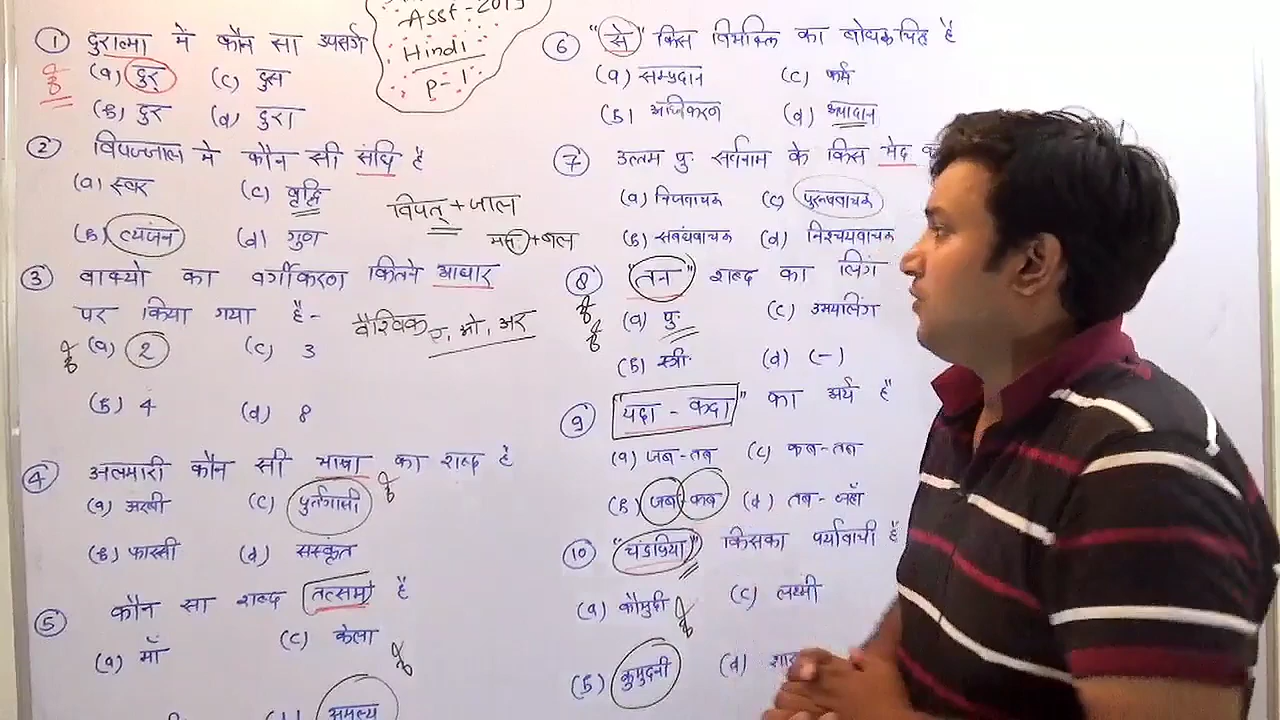 Asst - 2019
Hindi
P - 1
① दुरात्मा में कौन सा उपसर्ग
(a) दुर् (c) दुस
(b) दुर (d) दुरा
② विपज्जाल में कौन सी संधि है
(a) स्वर (c) वृद्धि
(b) व्यंजन (d) गुण
विपत् + जाल
+ जाल
③ वाक्यो का वर्गीकरण कितने आधार
पर किया गया है -
(a) 2 (c) 3
(b) 4 (d) 8
④ अलमारी कौन सी भाषा का शब्द है
(a) अरबी (c) पुर्तगाली
(b) फारसी (d) संस्कृत
⑤ कौन सा शब्द तत्सम है
(a) माँ (c) केला
⑥ "से" किस विभक्ति का बोधक चिह है
(a) सम्प्रदान (c) कर्म
(b) अधिकरण (d) अपादान
⑦ उत्तम पु. सर्वनाम के किस भेद
(a) निजवाचक (c) पुरुषवाचक
(b) सबंधवाचक (d) निश्चयवाचक
⑧ "तन" शब्द का लिंग
(a) पु. (c) उभयलिंग
(b) स्त्री. (d) (-)
⑨ "यदा - कदा" का अर्थ है
(a) जब-तब (c) कब-तब
(b) जब कब (d) तब - जहाँ
⑩ किसका पर्यावाची है
(a) कौमुदी (c) लक्ष्मी
(b) कुमुदनी (d)